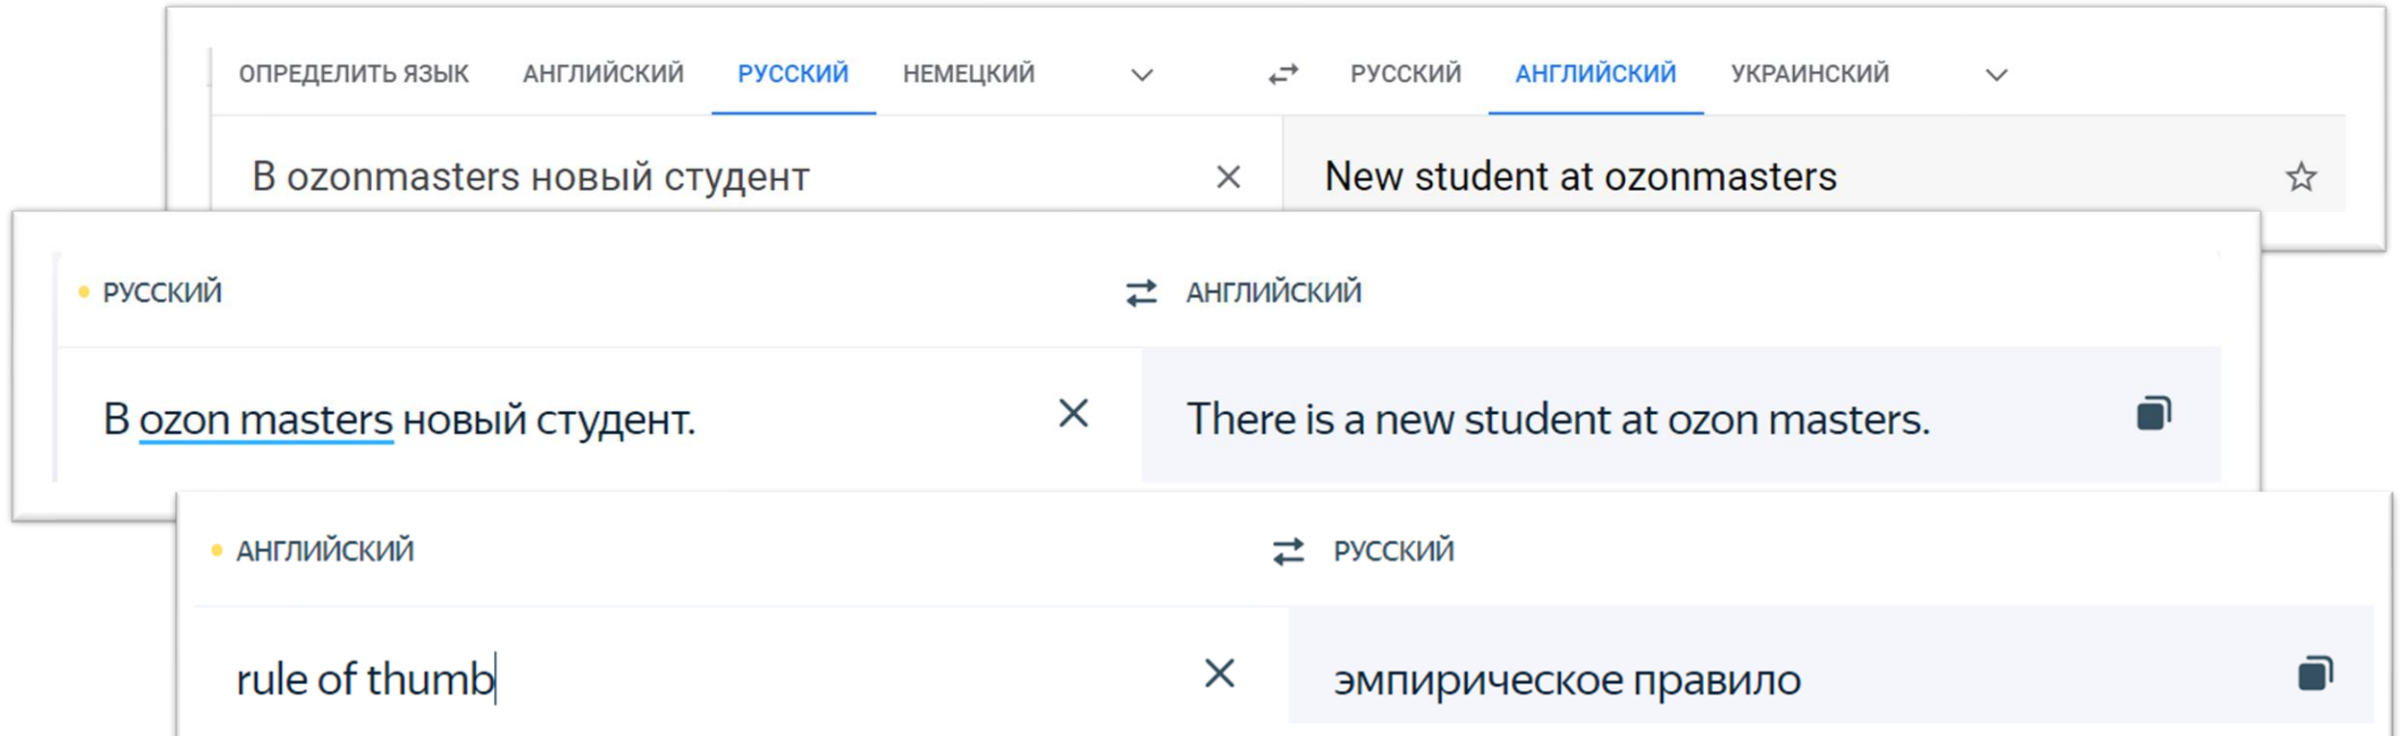 ОПРЕДЕЛИТЬ ЯЗЫК АНГЛИЙСКИЙ РУССКИЙ НЕМЕЦКИЙ РУССКИЙ АНГЛИЙСКИЙ УКРАИНСКИЙ
В ozonmasters новый студент New student at ozonmasters
РУССКИЙ АНГЛИЙСКИЙ
В ozon masters новый студент. There is a new student at ozon masters.
АНГЛИЙСКИЙ РУССКИЙ
rule of thumb эмпирическое правило